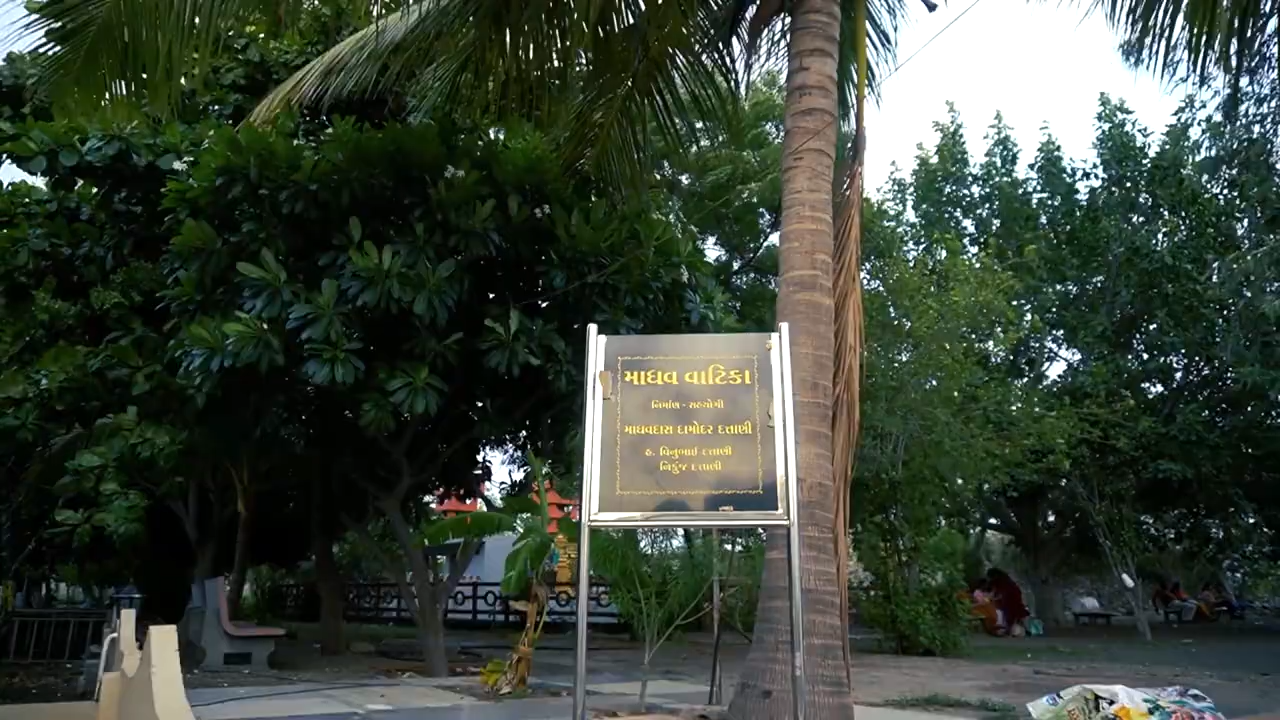 માધવ વાટિકા
નિર્માણ - સહયોગી
માધવદાસ દામોદર દત્તાણી
હ. વિનુભાઈ દત્તાણી
નિકુંજ દત્તાણી